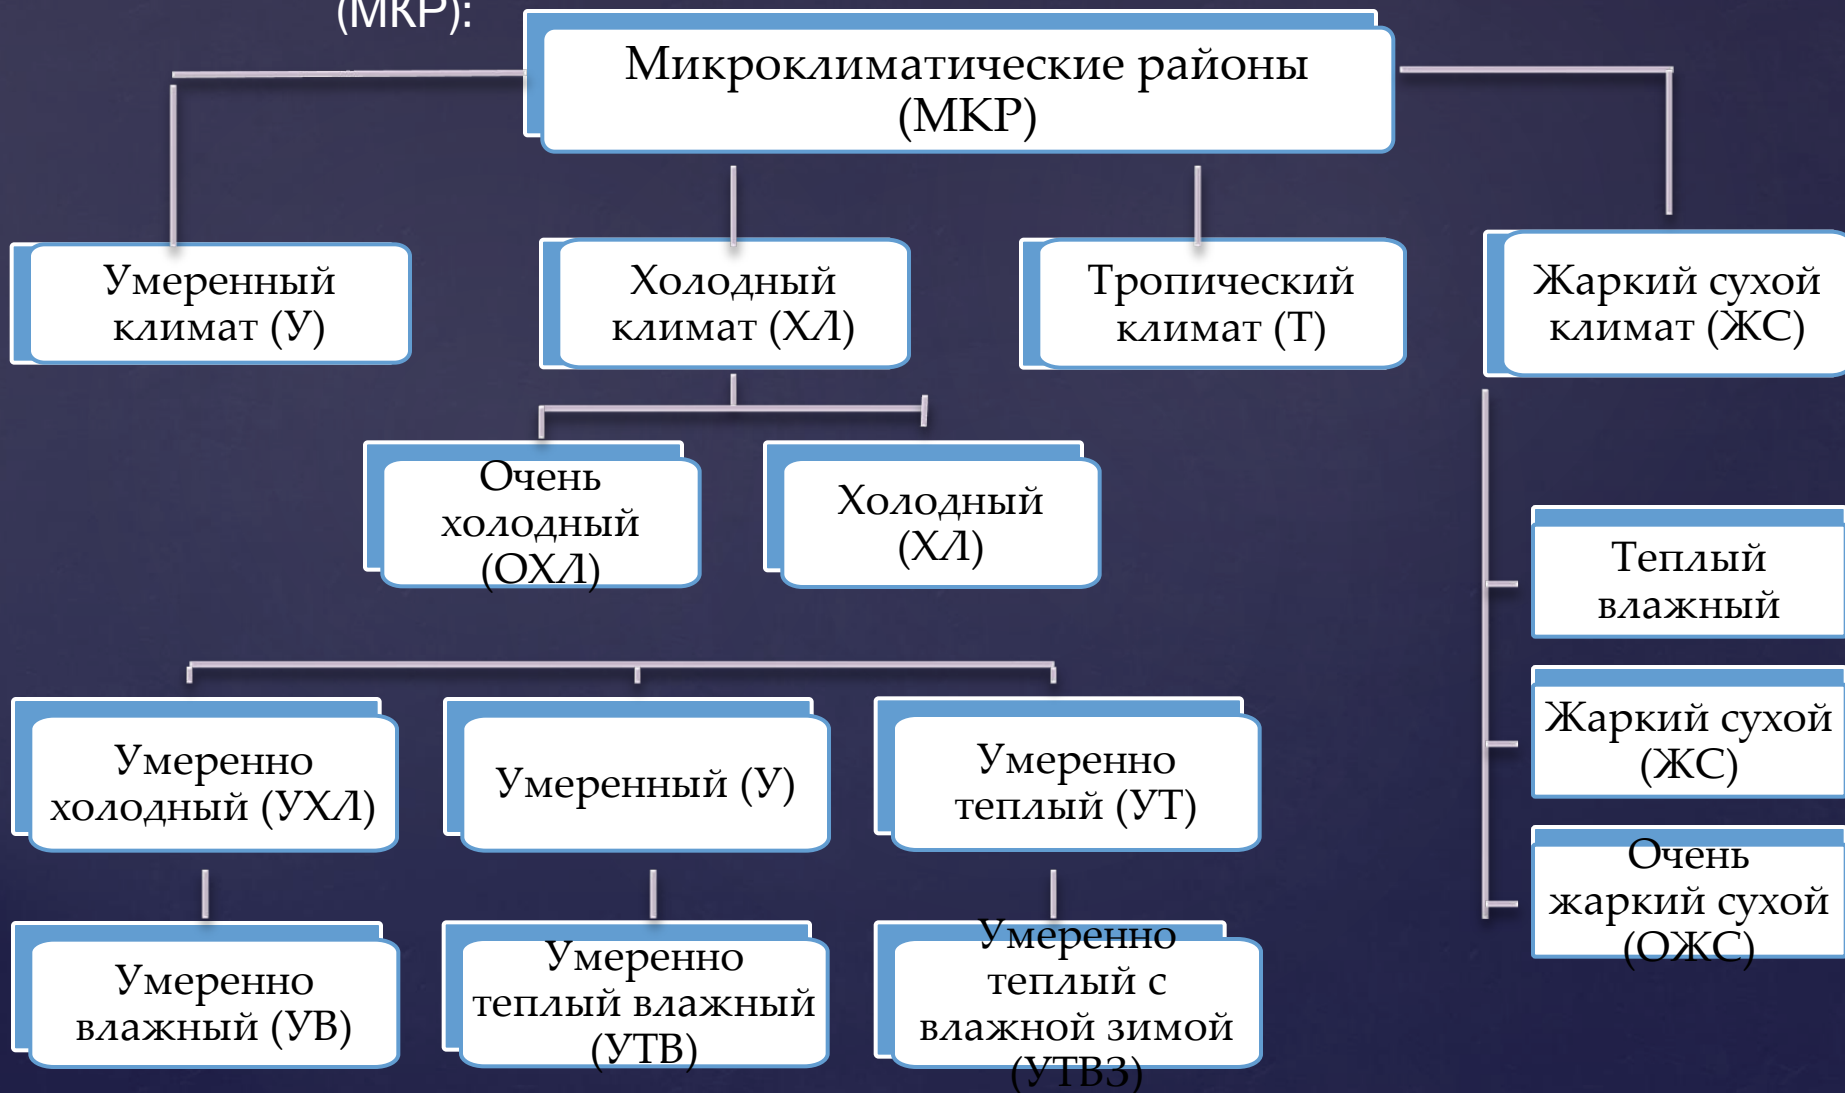 (МКР):
Микроклиматические районы
(МКР)
Умеренный
климат (У)
Холодный
климат (ХЛ)
Тропический
климат (Т)
Жаркий сухой
климат (ЖС)
Очень
холодный
(ОХЛ)
Холодный
(ХЛ)
Теплый
влажный
Жаркий сухой
(ЖС)
Очень
жаркий сухой
(ОЖС)
Умеренно
холодный (УХЛ)
Умеренный (У)
Умеренно
теплый (УТ)
Умеренно
влажный (УВ)
Умеренно
теплый влажный
(УТВ)
Умеренно
теплый с
влажной зимой
(УТВЗ)